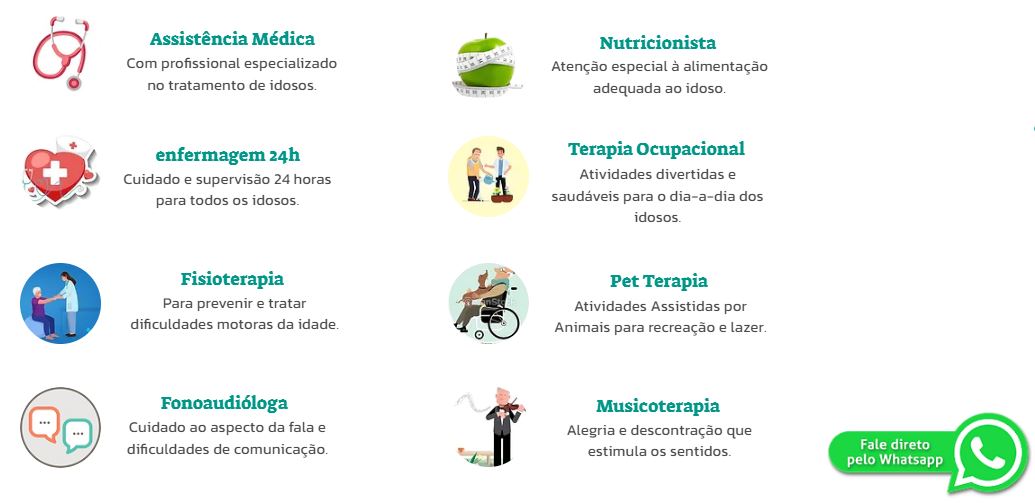 Assistência Médica
Com profissional especializado
no tratamento de idosos.
enfermagem 24h
Cuidado e supervisão 24 horas
para todos os idosos.
Fisioterapia
Para prevenir e tratar
dificuldades motoras da idade.
Fonoaudióloga
Cuidado ao aspecto da fala e
dificuldades de comunicação.
Nutricionista
Atenção especial à alimentação
adequada ao idoso.
Terapia Ocupacional
Atividades divertidas e
saudáveis para o dia-a-dia dos
idosos.
Pet Terapia
Atividades Assistidas por
Animais para recreação e lazer.
Musicoterapia
Alegria e descontração que
estimula os sentidos.
Fale direto
pelo Whatsapp